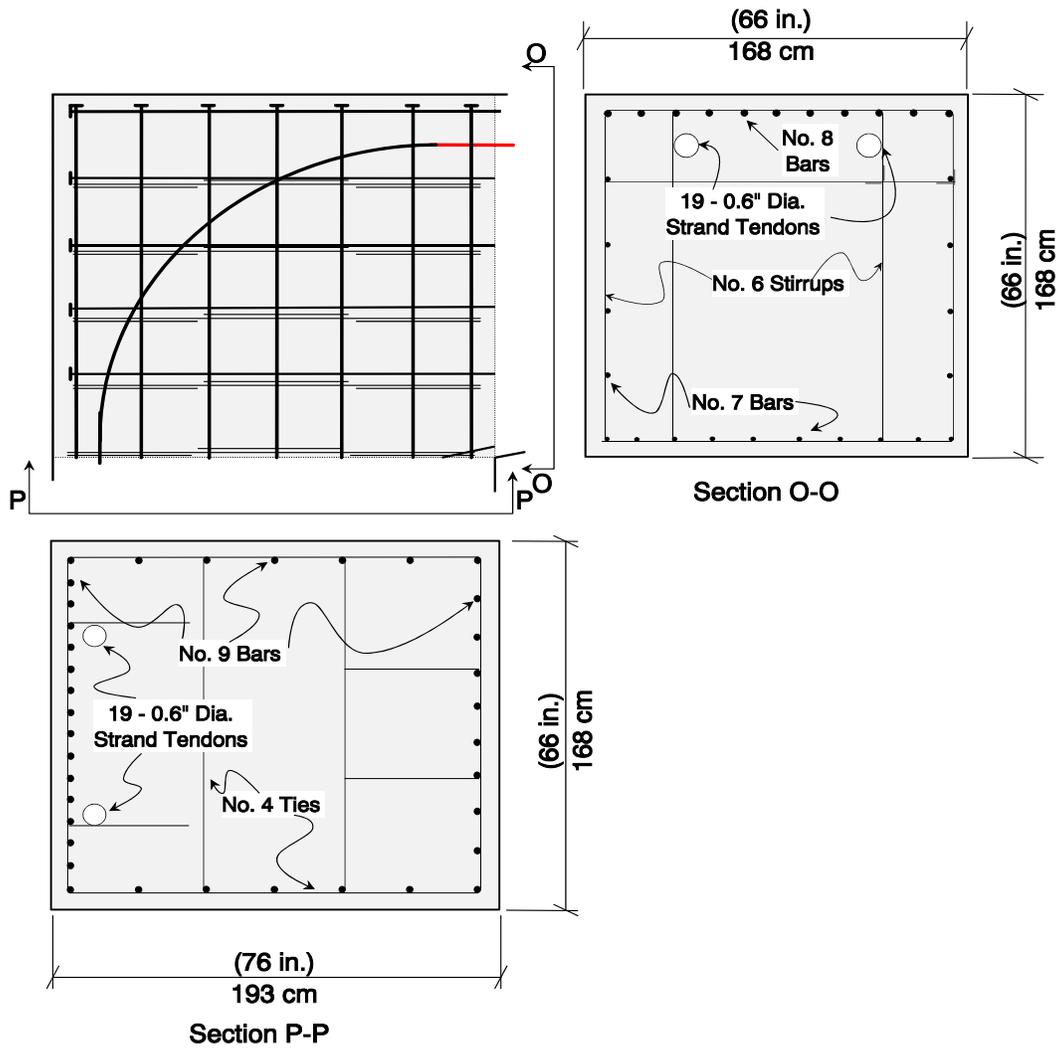 O
P
P
O
(66 in.)
168 cm
No. 8
Bars
19 - 0.6" Dia.
Strand Tendons
No. 6 Stirrups
No. 7 Bars
(66 in.)
168 cm
Section O-O
No. 9 Bars
19 - 0.6" Dia.
Strand Tendons
No. 4 Ties
(66 in.)
168 cm
(76 in.)
193 cm
Section P-P